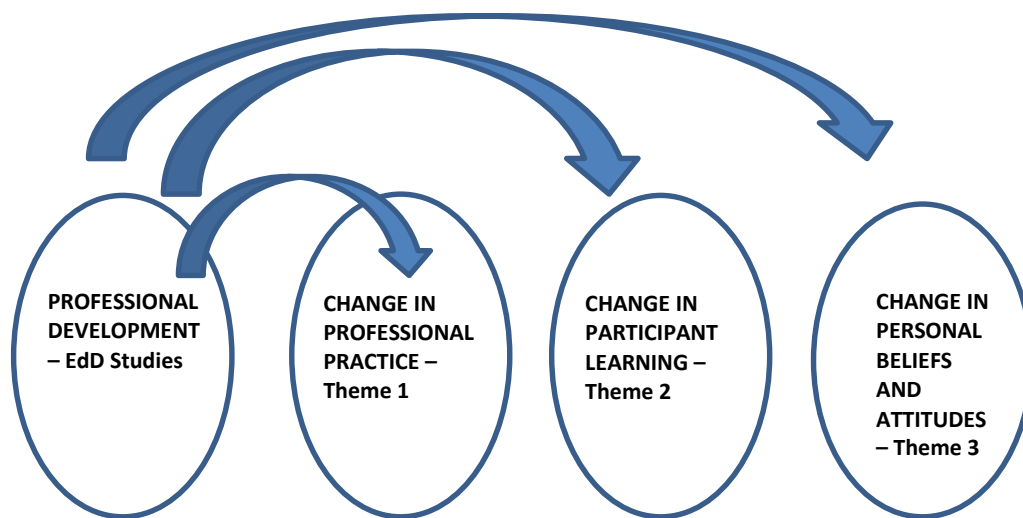 PROFESSIONAL
DEVELOPMENT
– EdD Studies
CHANGE IN
PROFESSIONAL
PRACTICE –
Theme 1
CHANGE IN
PARTICIPANT
LEARNING –
Theme 2
CHANGE IN
PERSONAL
BELIEFS
AND
ATTITUDES
– Theme 3